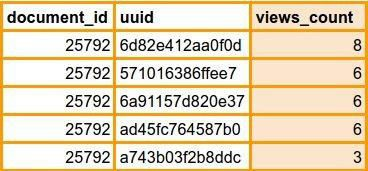 document_id uuid views_count
25792 6d82e412aa0f0d 8
25792 571016386ffee7 6
25792 6a91157d820e37 6
25792 ad45fc764587b0 6
25792 a743b03f2b8ddc 3